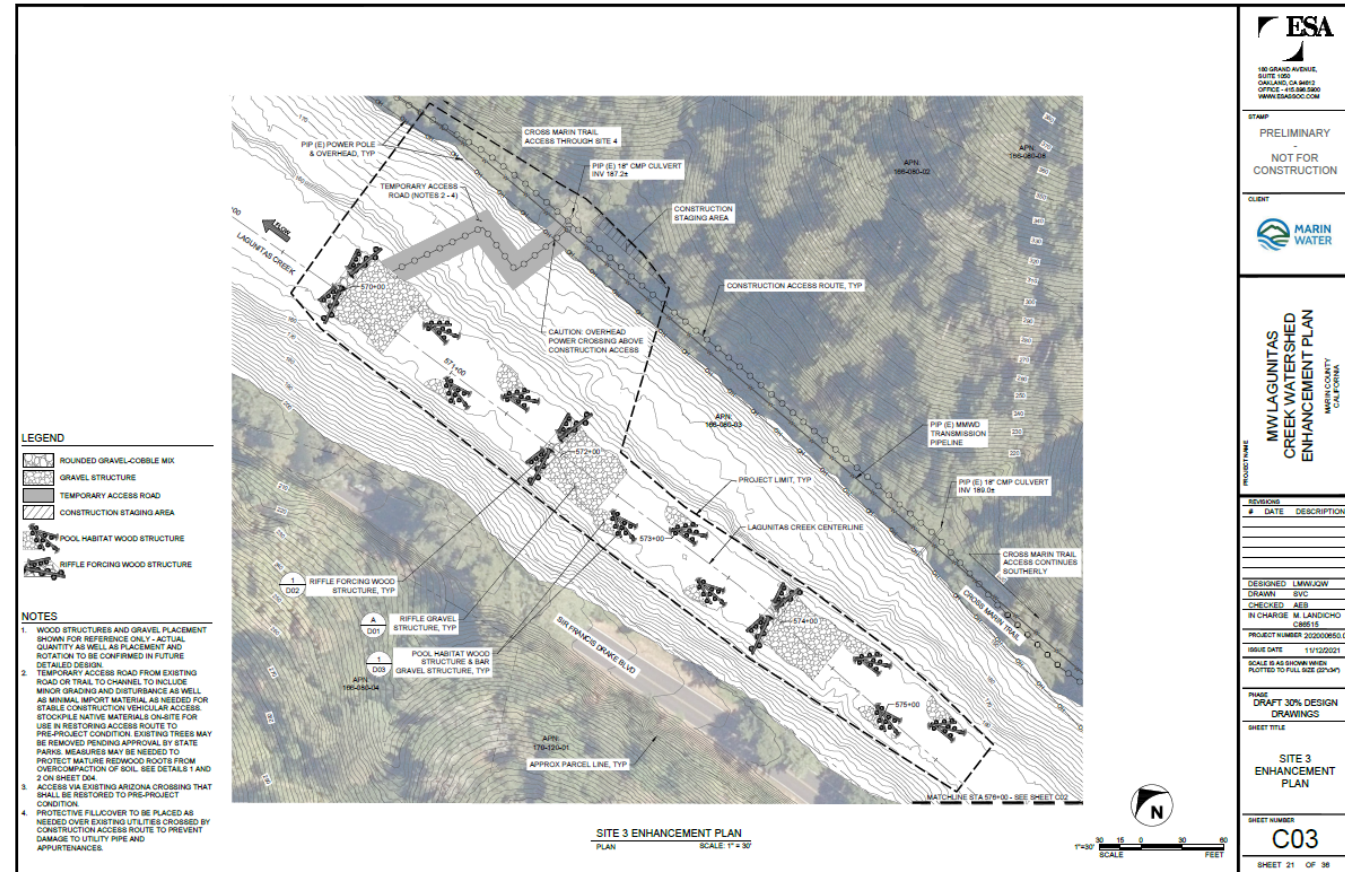 PIP (E) POWER POLE
& OVERHEAD, TYP
CROSS MARIN TRAIL
ACCESS THROUGH SITE 4
PIP (E) 18" CMP CULVERT
INV 187.2±
TEMPORARY ACCESS
ROAD (NOTES 2 - 4)
CONSTRUCTION
STAGING AREA
APN:
166-080-02
APN:
FLOW
LAGUNITAS CREEK
570+00
CONSTRUCTION ACCESS ROUTE, TYP
CAUTION: OVERHEAD
POWER CROSSING ABOVE
CONSTRUCTION ACCESS
571+00
APN:
166-080-03
572+00
PIP (E) MMWD
TRANSMISSION
PIPELINE
PROJECT LIMIT, TYP
PIP (E) 18" CMP CULVERT
INV 189.0±
LAGUNITAS CREEK CENTERLINE
573+00
CROSS MARIN TRAIL
ACCESS CONTINUES
SOUTHERLY
CROSS MARIN TRAIL
574+00
1
D02
RIFFLE FORCING WOOD
STRUCTURE, TYP
A
D01
RIFFLE GRAVEL
STRUCTURE, TYP
1
D03
POOL HABITAT WOOD
STRUCTURE & BAR
GRAVEL STRUCTURE, TYP
SIR FRANCIS DRAKE BLVD
APN:
166-080-04
575+00
APN:
APPROX PARCEL LINE, TYP
MATCHLINE STA 576+00 - SEE SHEET C02
LEGEND
ROUNDED GRAVEL-COBBLE MIX
GRAVEL STRUCTURE
TEMPORARY ACCESS ROAD
CONSTRUCTION STAGING AREA
POOL HABITAT WOOD STRUCTURE
RIFFLE FORCING WOOD STRUCTURE
NOTES
1. WOOD STRUCTURES AND GRAVEL PLACEMENT
SHOWN FOR REFERENCE ONLY - ACTUAL
QUANTITY AS WELL AS PLACEMENT AND
ROTATION TO BE CONFIRMED IN FUTURE
DETAILED DESIGN.
2. TEMPORARY ACCESS ROAD FROM EXISTING
ROAD OR TRAIL TO CHANNEL TO INCLUDE
MINOR GRADING AND DISTURBANCE AS WELL
AS MINIMAL IMPORT MATERIAL AS NEEDED FOR
STABLE CONSTRUCTION VEHICULAR ACCESS.
STOCKPILE NATIVE MATERIALS ON-SITE FOR
USE IN RESTORING ACCESS ROUTE TO
PRE-PROJECT CONDITION. EXISTING TREES MAY
BE REMOVED PENDING APPROVAL BY STATE
PARKS. MEASURES MAY BE NEEDED TO
PROTECT MATURE REDWOOD ROOTS FROM
OVERCOMPACTION OF SOIL. SEE DETAILS 1 AND
2 ON SHEET D04.
3. ACCESS VIA EXISTING ARIZONA CROSSING THAT
SHALL BE RESTORED TO PRE-PROJECT
CONDITION.
4. PROTECTIVE FILL/COVER TO BE PLACED AS
NEEDED OVER EXISTING UTILITIES CROSSED BY
CONSTRUCTION ACCESS ROUTE TO PREVENT
DAMAGE TO UTILITY PIPE AND
APPURTENANCES.
SITE 3 ENHANCEMENT PLAN
PLAN SCALE: 1" = 30'
N
1"=30'
30 15 0 30 60
SCALE FEET
ESA
180 GRAND AVENUE,
SUITE 1050
OAKLAND, CA 94612
OFFICE - 415.896.5900
WWW.ESASSOC.COM
STAMP
PRELIMINARY
-
NOT FOR
CONSTRUCTION
CLIENT
MARIN
WATER
PROJECT NAME
MW LAGUNITAS
CREEK WATERSHED
ENHANCEMENT PLAN
MARIN COUNTY
CALIFORNIA
REVISIONS
# DATE DESCRIPTION
DESIGNED LMW/JQW
DRAWN SVC
CHECKED AEB
IN CHARGE M. LANDICHO
PROJECT NUMBER 202000650.0
ISSUE DATE 11/12/2021
SCALE IS AS SHOWN WHEN
PLOTTED TO FULL SIZE (22"x34")
PHASE
DRAFT 30% DESIGN
DRAWINGS
SHEET TITLE
SITE 3
ENHANCEMENT
PLAN
SHEET NUMBER
C03
SHEET 21 OF 36